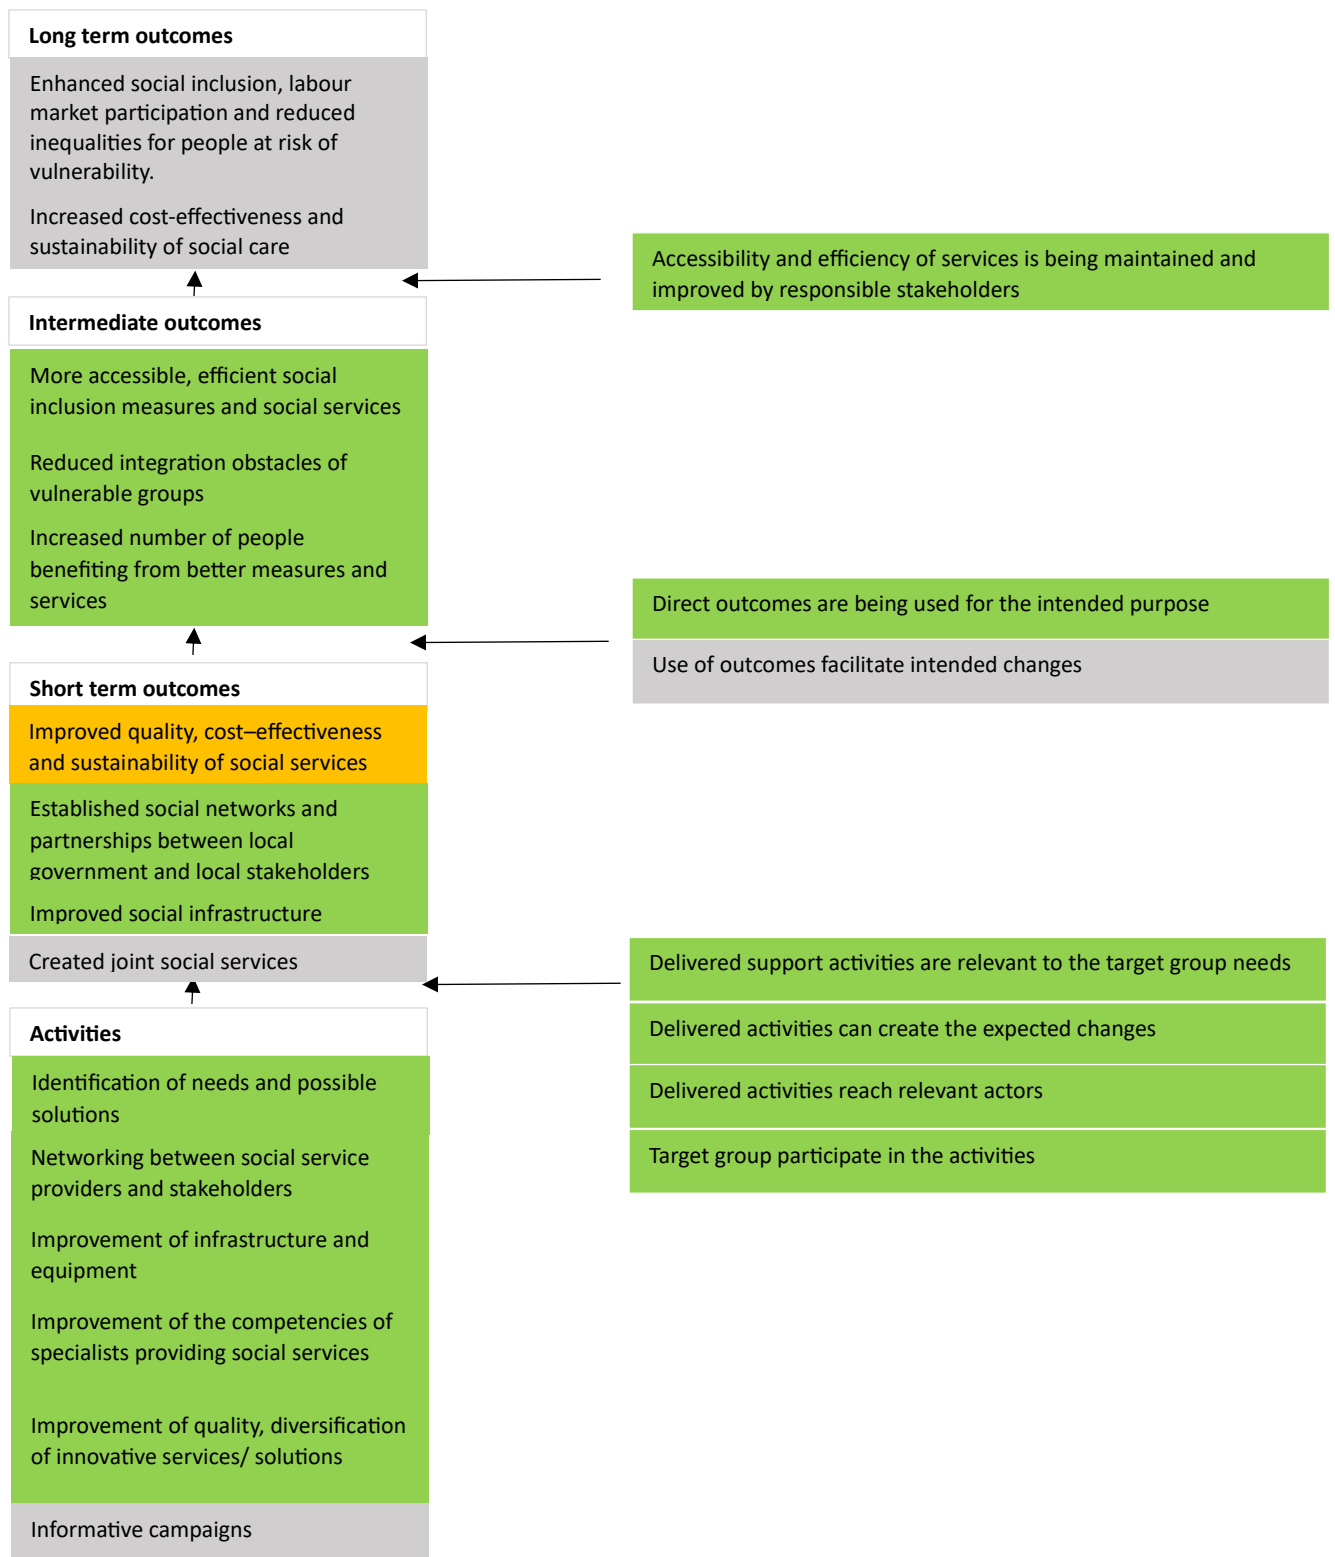 Long term outcomes
Enhanced social inclusion, labour
market participation and reduced
inequalities for people at risk of
vulnerability.
Increased cost-effectiveness and
sustainability of social care
Accessibility and efficiency of services is being maintained and
improved by responsible stakeholders
Intermediate outcomes
More accessible, efficient social
inclusion measures and social services
Reduced integration obstacles of
vulnerable groups
Increased number of people
benefiting from better measures and
services
Direct outcomes are being used for the intended purpose
Use of outcomes facilitate intended changes
Short term outcomes
Improved quality, cost–effectiveness
and sustainability of social services
Established social networks and
partnerships between local
government and local stakeholders
Improved social infrastructure
Created joint social services
Delivered support activities are relevant to the target group needs
Delivered activities can create the expected changes
Delivered activities reach relevant actors
Target group participate in the activities
Activities
Identification of needs and possible
solutions
Networking between social service
providers and stakeholders
Improvement of infrastructure and
equipment
Improvement of the competencies of
specialists providing social services
Improvement of quality, diversification
of innovative services/ solutions
Informative campaigns